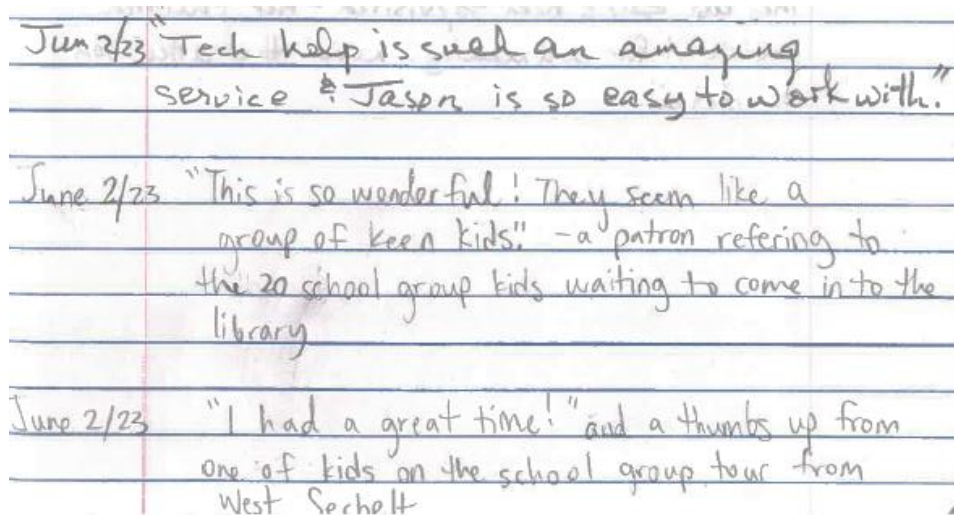 Jun 2/23 "Tech help is such an amazing
service & Jason is so easy to work with."
June 2/23 "This is so wonderful! They seem like a
group of keen kids." -a patron refering to
the 20 school group kids waiting to come in to the
library
June 2/23 "I had a great time!" and a thumbs up from
one of kids on the school group tour from
West Sechelt